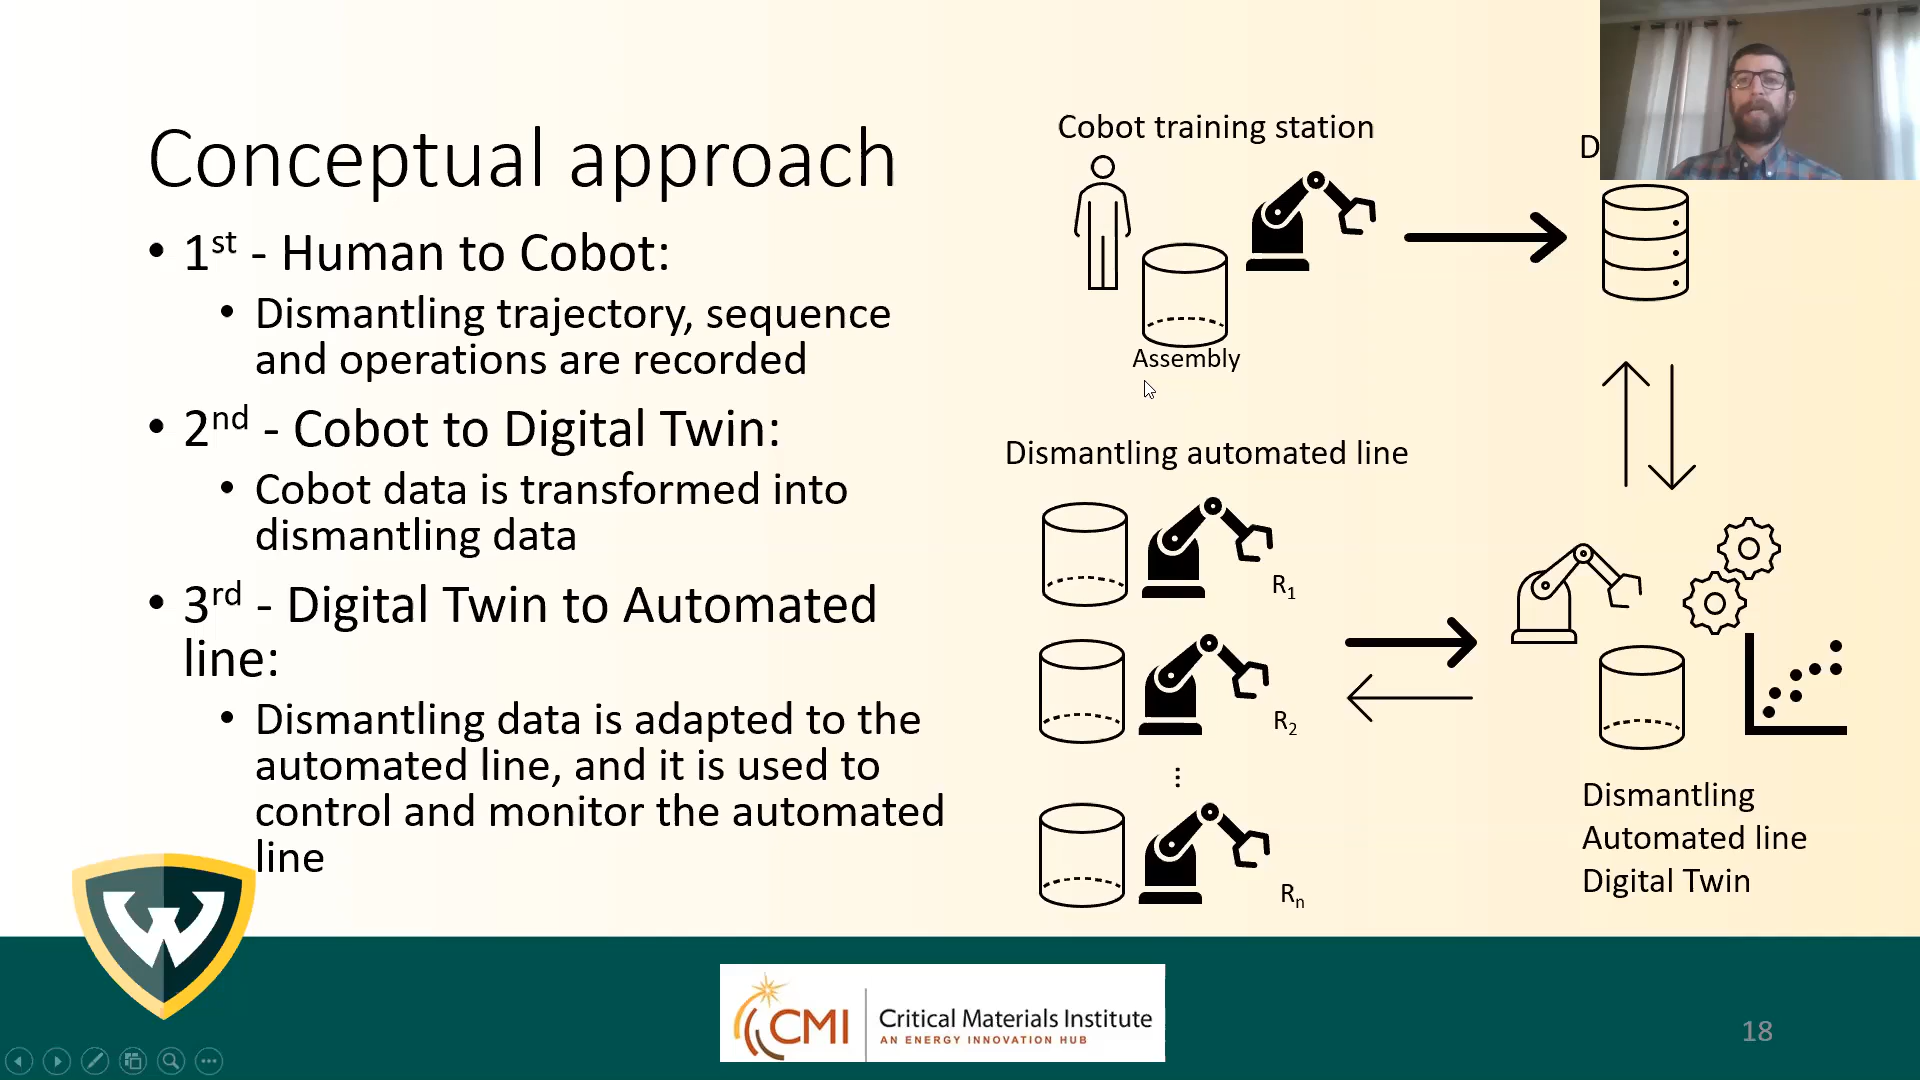 Conceptual approach
• 1st - Human to Cobot:
• Dismantling trajectory, sequence
and operations are recorded
• 2nd - Cobot to Digital Twin:
• Cobot data is transformed into
dismantling data
• 3rd - Digital Twin to Automated
line:
• Dismantling data is adapted to the
automated line, and it is used to
control and monitor the automated
line
Cobot training station
D
Assembly
Dismantling automated line
R1
R2
⋮
Rn
Dismantling
Automated line
Digital Twin
W
CMI
Critical Materials Institute
AN ENERGY INNOVATION HUB
18